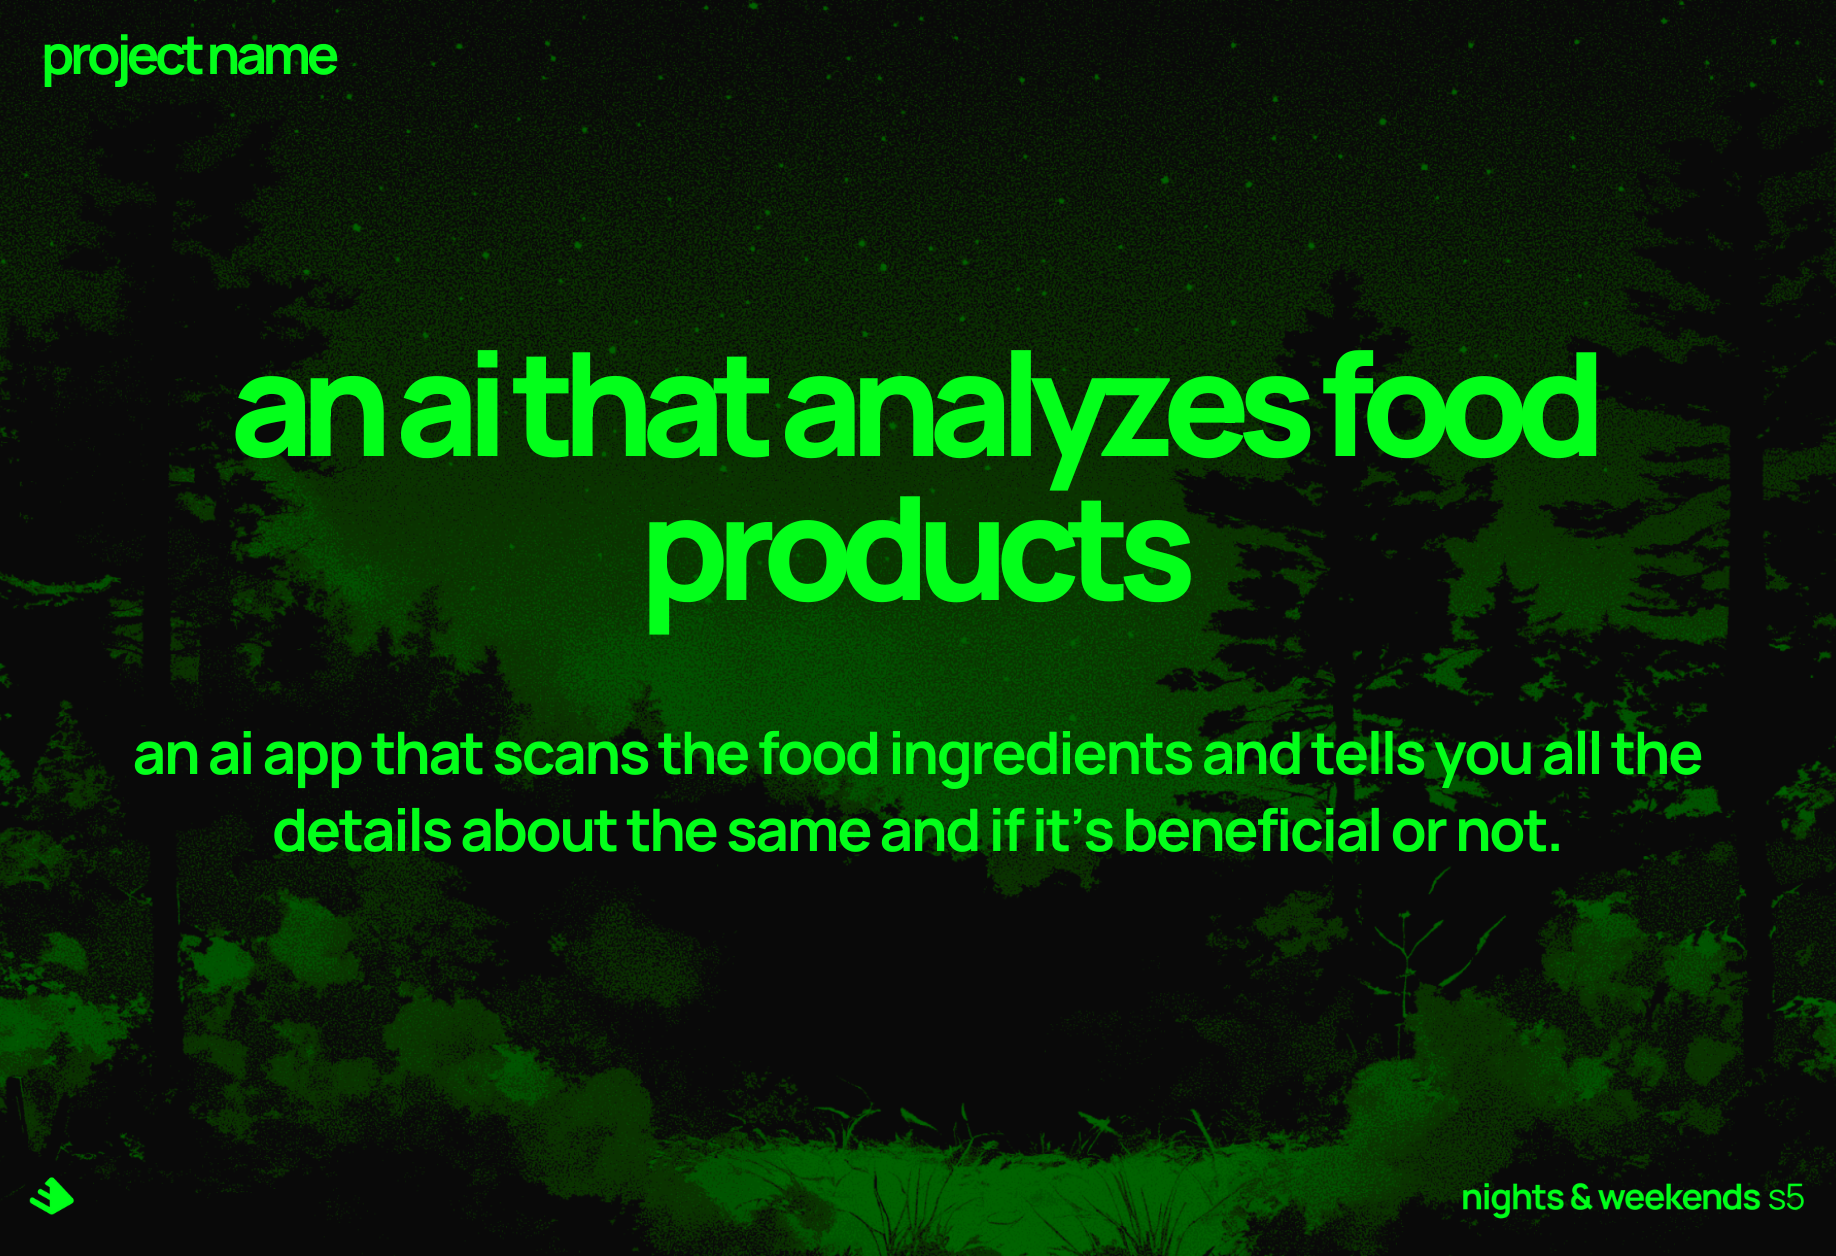 project name
an ai that analyzes food
products
an ai app that scans the food ingredients and tells you all the
details about the same and if it’s beneficial or not.
nights & weekends s5